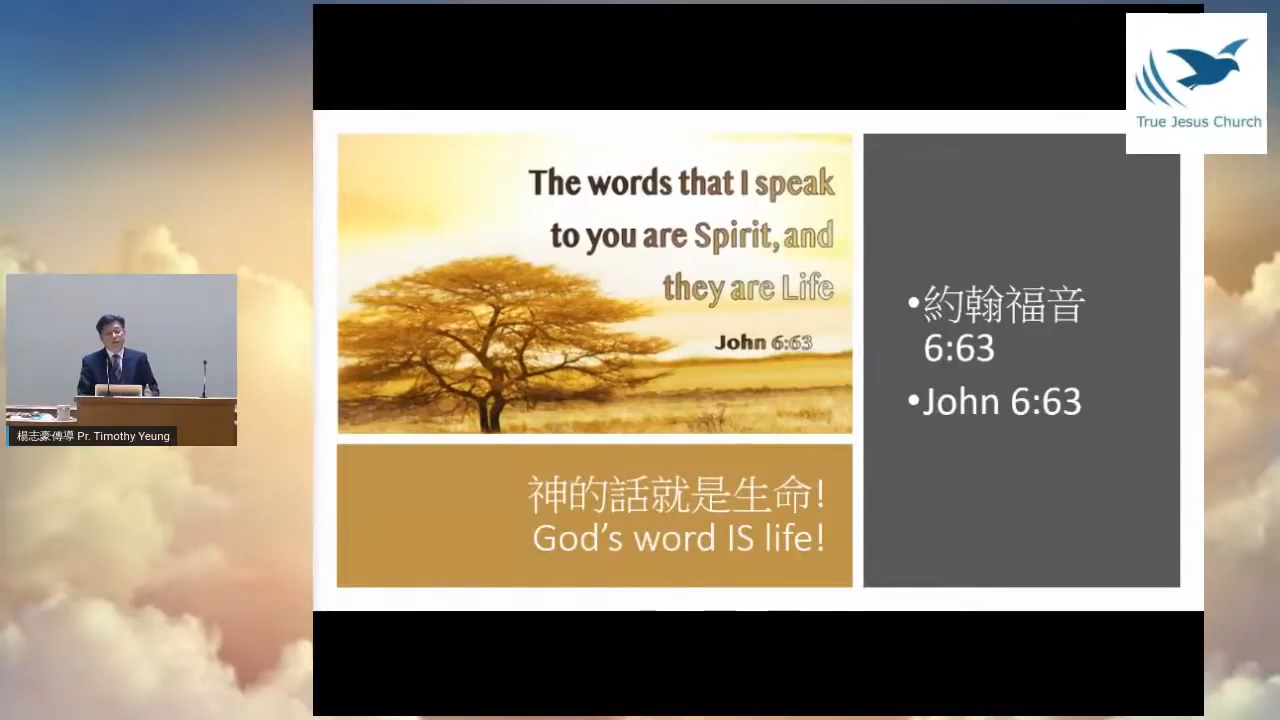 True Jesus Church
The words that I speak
to you are Spirit, and
they are Life
John 6:63
神的話就是生命!
God's word IS life!
•約翰福音
6:63
•John 6:63
楊志豪傳導 Pr. Timothy Yeung